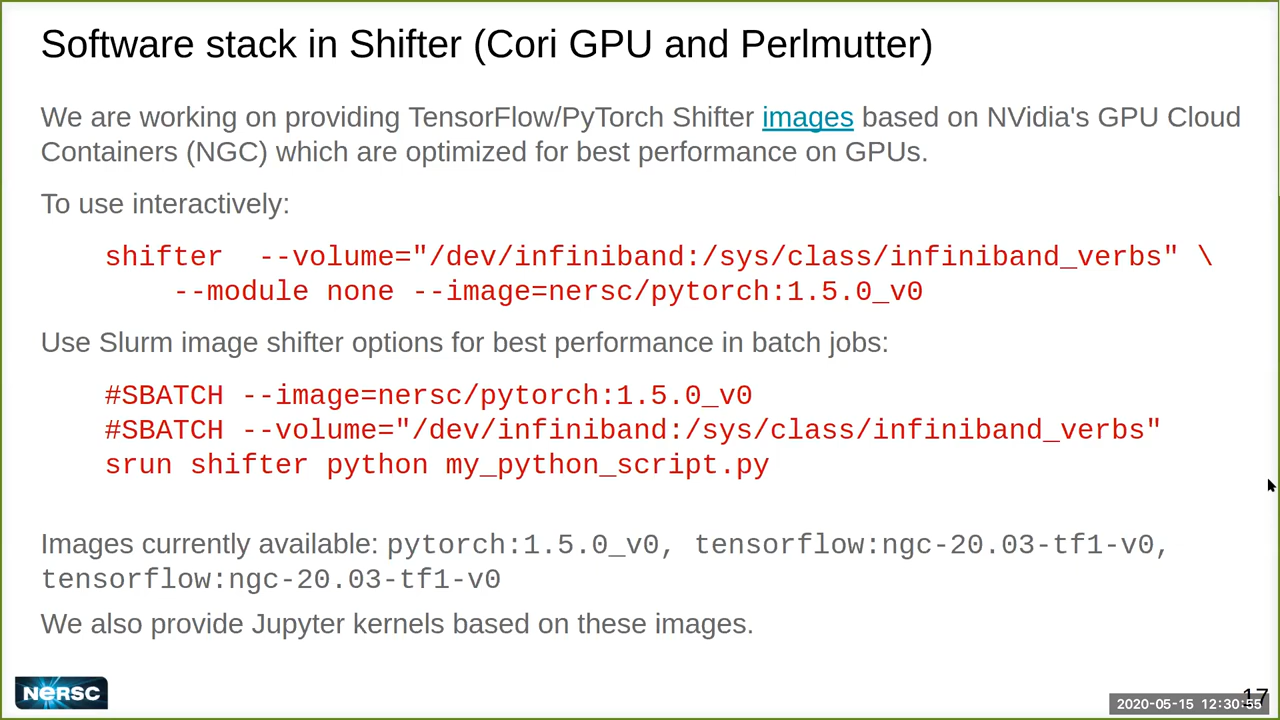 Software stack in Shifter (Cori GPU and Perlmutter)
We are working on providing TensorFlow/PyTorch Shifter images based on NVidia's GPU Cloud
Containers (NGC) which are optimized for best performance on GPUs.
To use interactively:
shifter  --volume="/dev/infiniband:/sys/class/infiniband_verbs" \
--module none --image=nersc/pytorch:1.5.0_v0
Use Slurm image shifter options for best performance in batch jobs:
#SBATCH --image=nersc/pytorch:1.5.0_v0
#SBATCH --volume="/dev/infiniband:/sys/class/infiniband_verbs"
srun shifter python my_python_script.py
Images currently available: pytorch:1.5.0_v0, tensorflow:ngc-20.03-tf1-v0,
tensorflow:ngc-20.03-tf1-v0
We also provide Jupyter kernels based on these images.
NERSC
17
2020-05-15 12:30:55